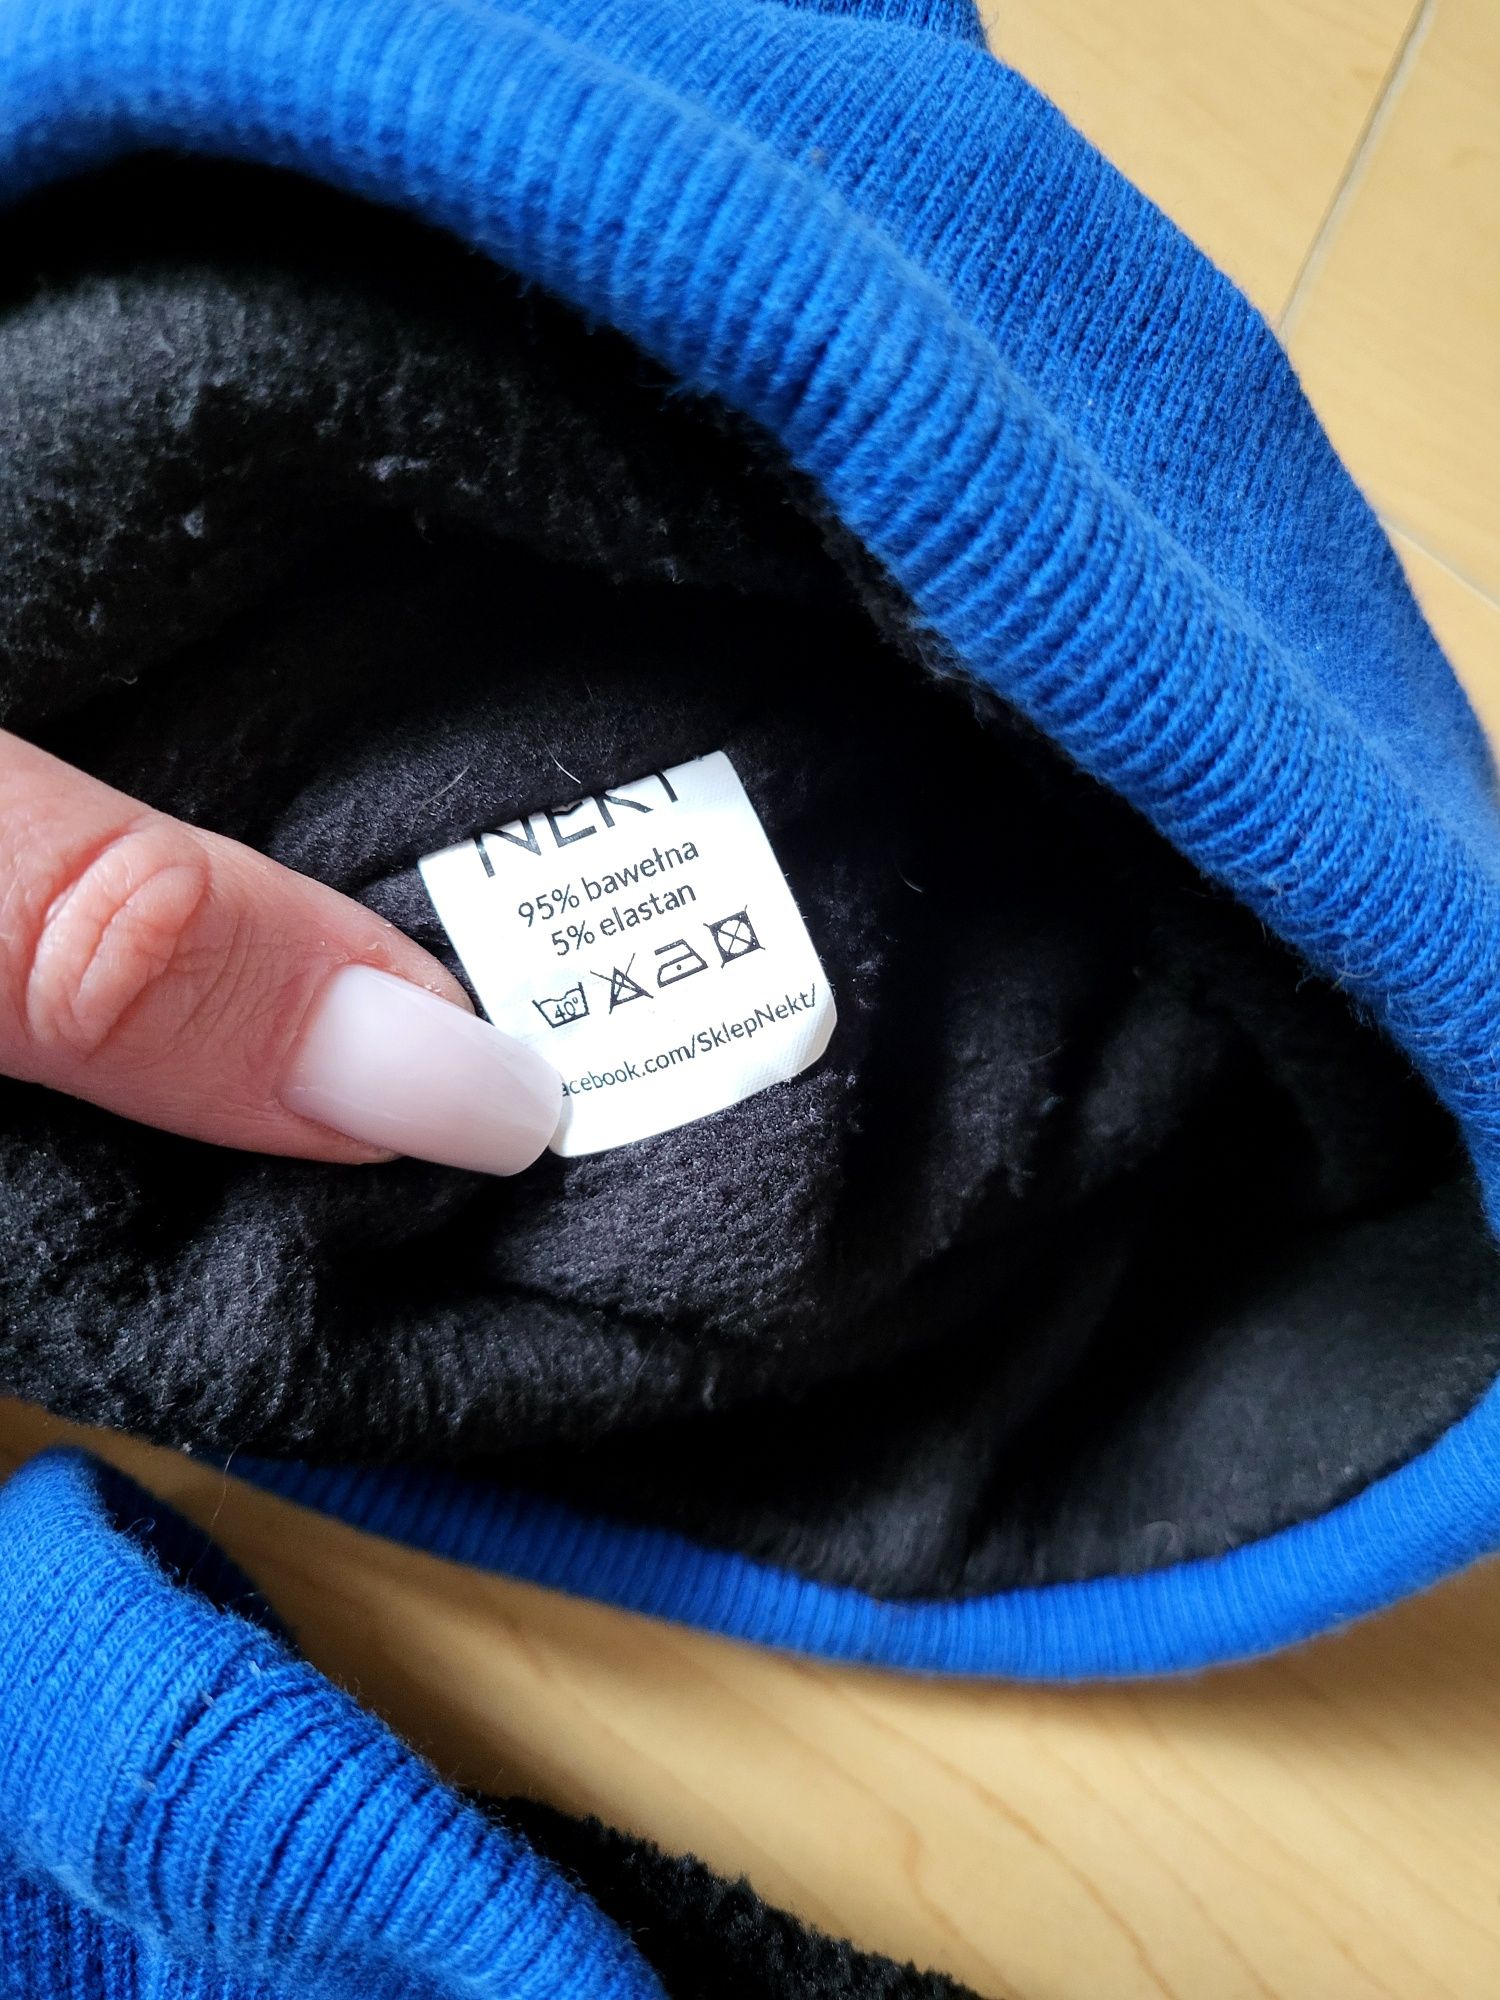 NEKT
95% bawełna
5% elastan
40°
acebook.com/SklepNekt/